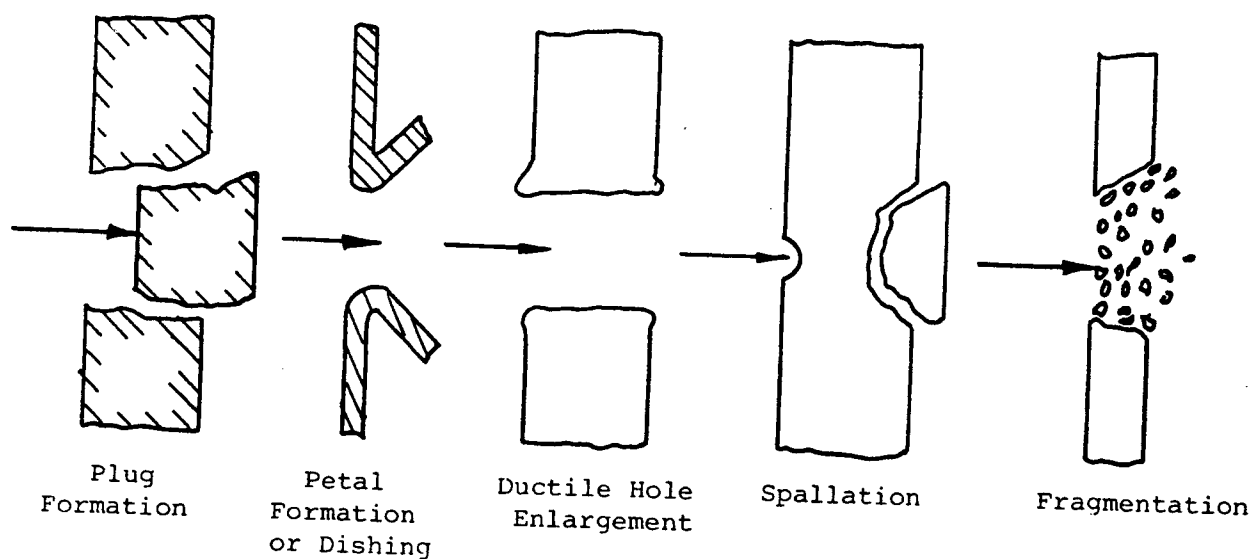 Plug
Formation
Petal
Formation
or Dishing
Ductile Hole
Enlargement
Spallation
Fragmentation